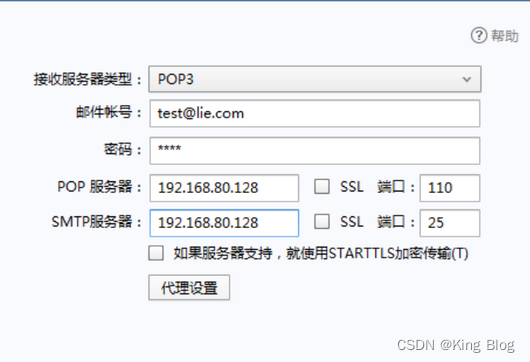 帮助
接收服务器类型： POP3
邮件帐号： test@lie.com
密码： ****
POP 服务器： 192.168.80.128 SSL 端口： 110
SMTP服务器： 192.168.80.128 SSL 端口： 25
如果服务器支持，就使用STARTTLS加密传输(T)
代理设置
CSDN @King Blog